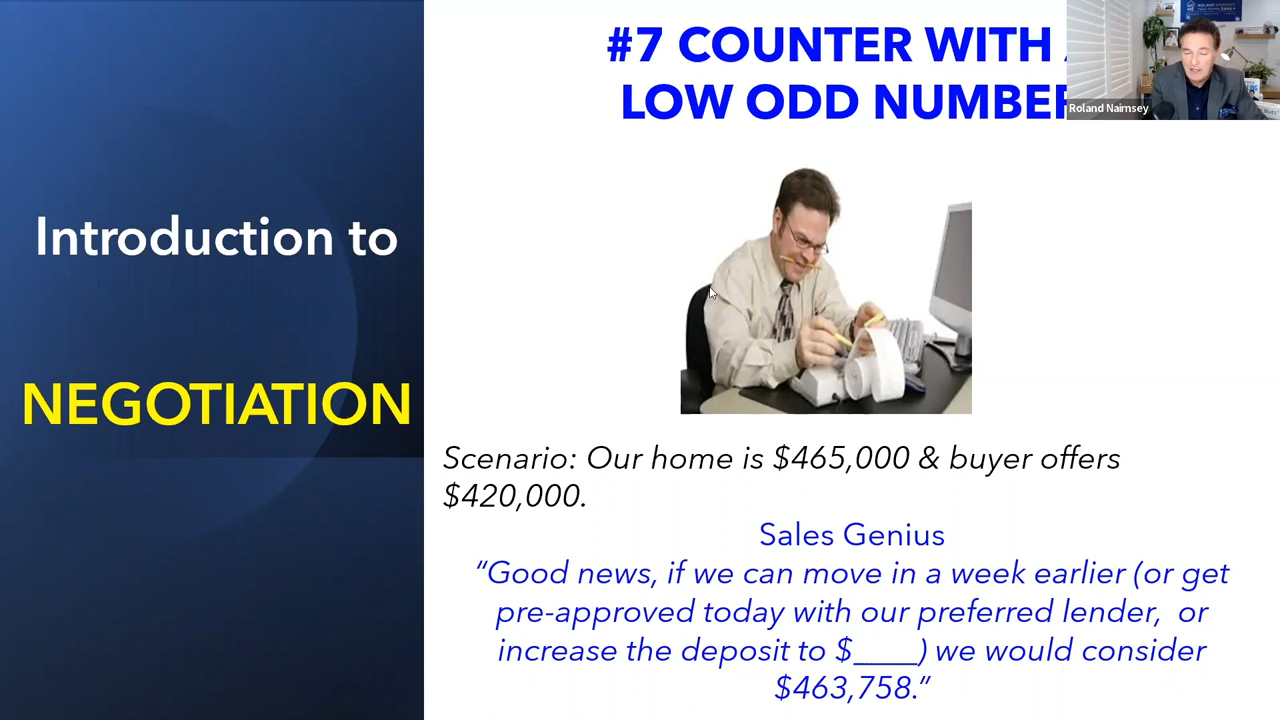 Introduction to
NEGOTIATION
#7 COUNTER WITH
LOW ODD NUMBER
Roland Nairnsey
Scenario: Our home is $465,000 & buyer offers
$420,000.
Sales Genius
“Good news, if we can move in a week earlier (or get
pre-approved today with our preferred lender, or
increase the deposit to $____) we would consider
$463,758.”